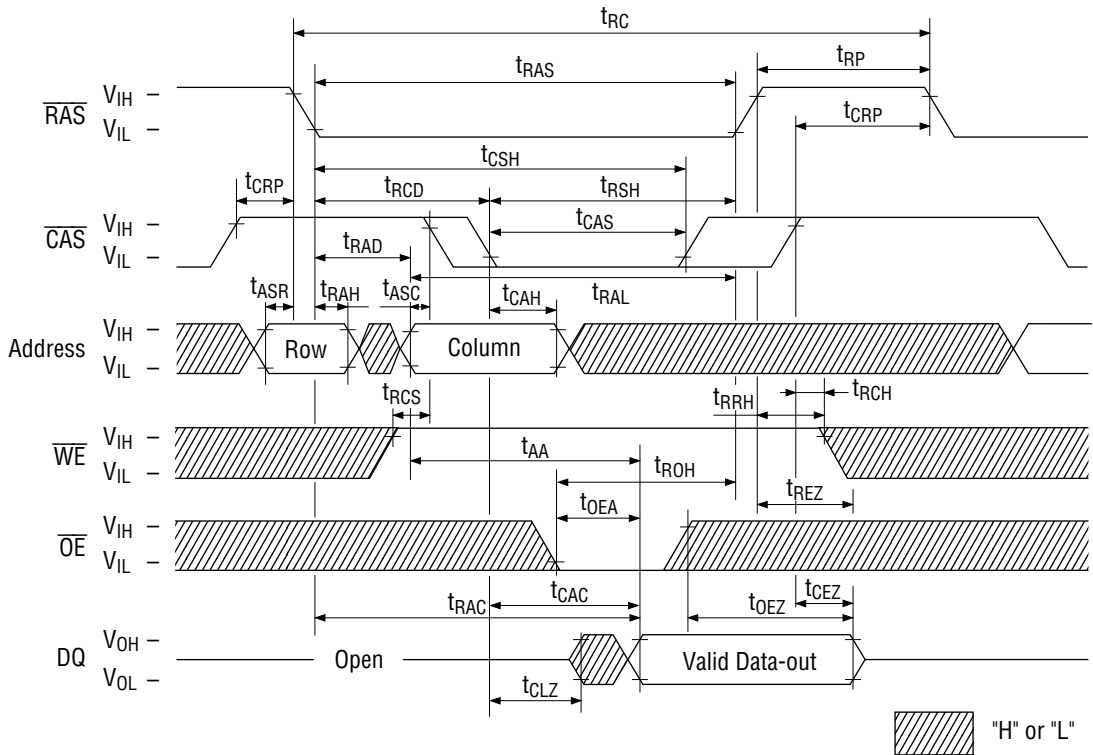 tRC
tRAS
tRP
RAS
VIH –
VIL –
tCRP
tCSH
tCRP
tRCD
tRSH
CAS
VIH –
VIL –
tCAS
tRAD
tRAL
tASR
tRAH
tASC
tCAH
Address
VIH –
VIL –
Row
Column
tRCS
tRRH
tRCH
WE
VIH –
VIL –
tAA
tROH
tREZ
tOEA
OE
VIH –
VIL –
tCAC
tRAC
tOEZ
tCEZ
DQ
VOH –
VOL –
Open
Valid Data-out
tCLZ
"H" or "L"